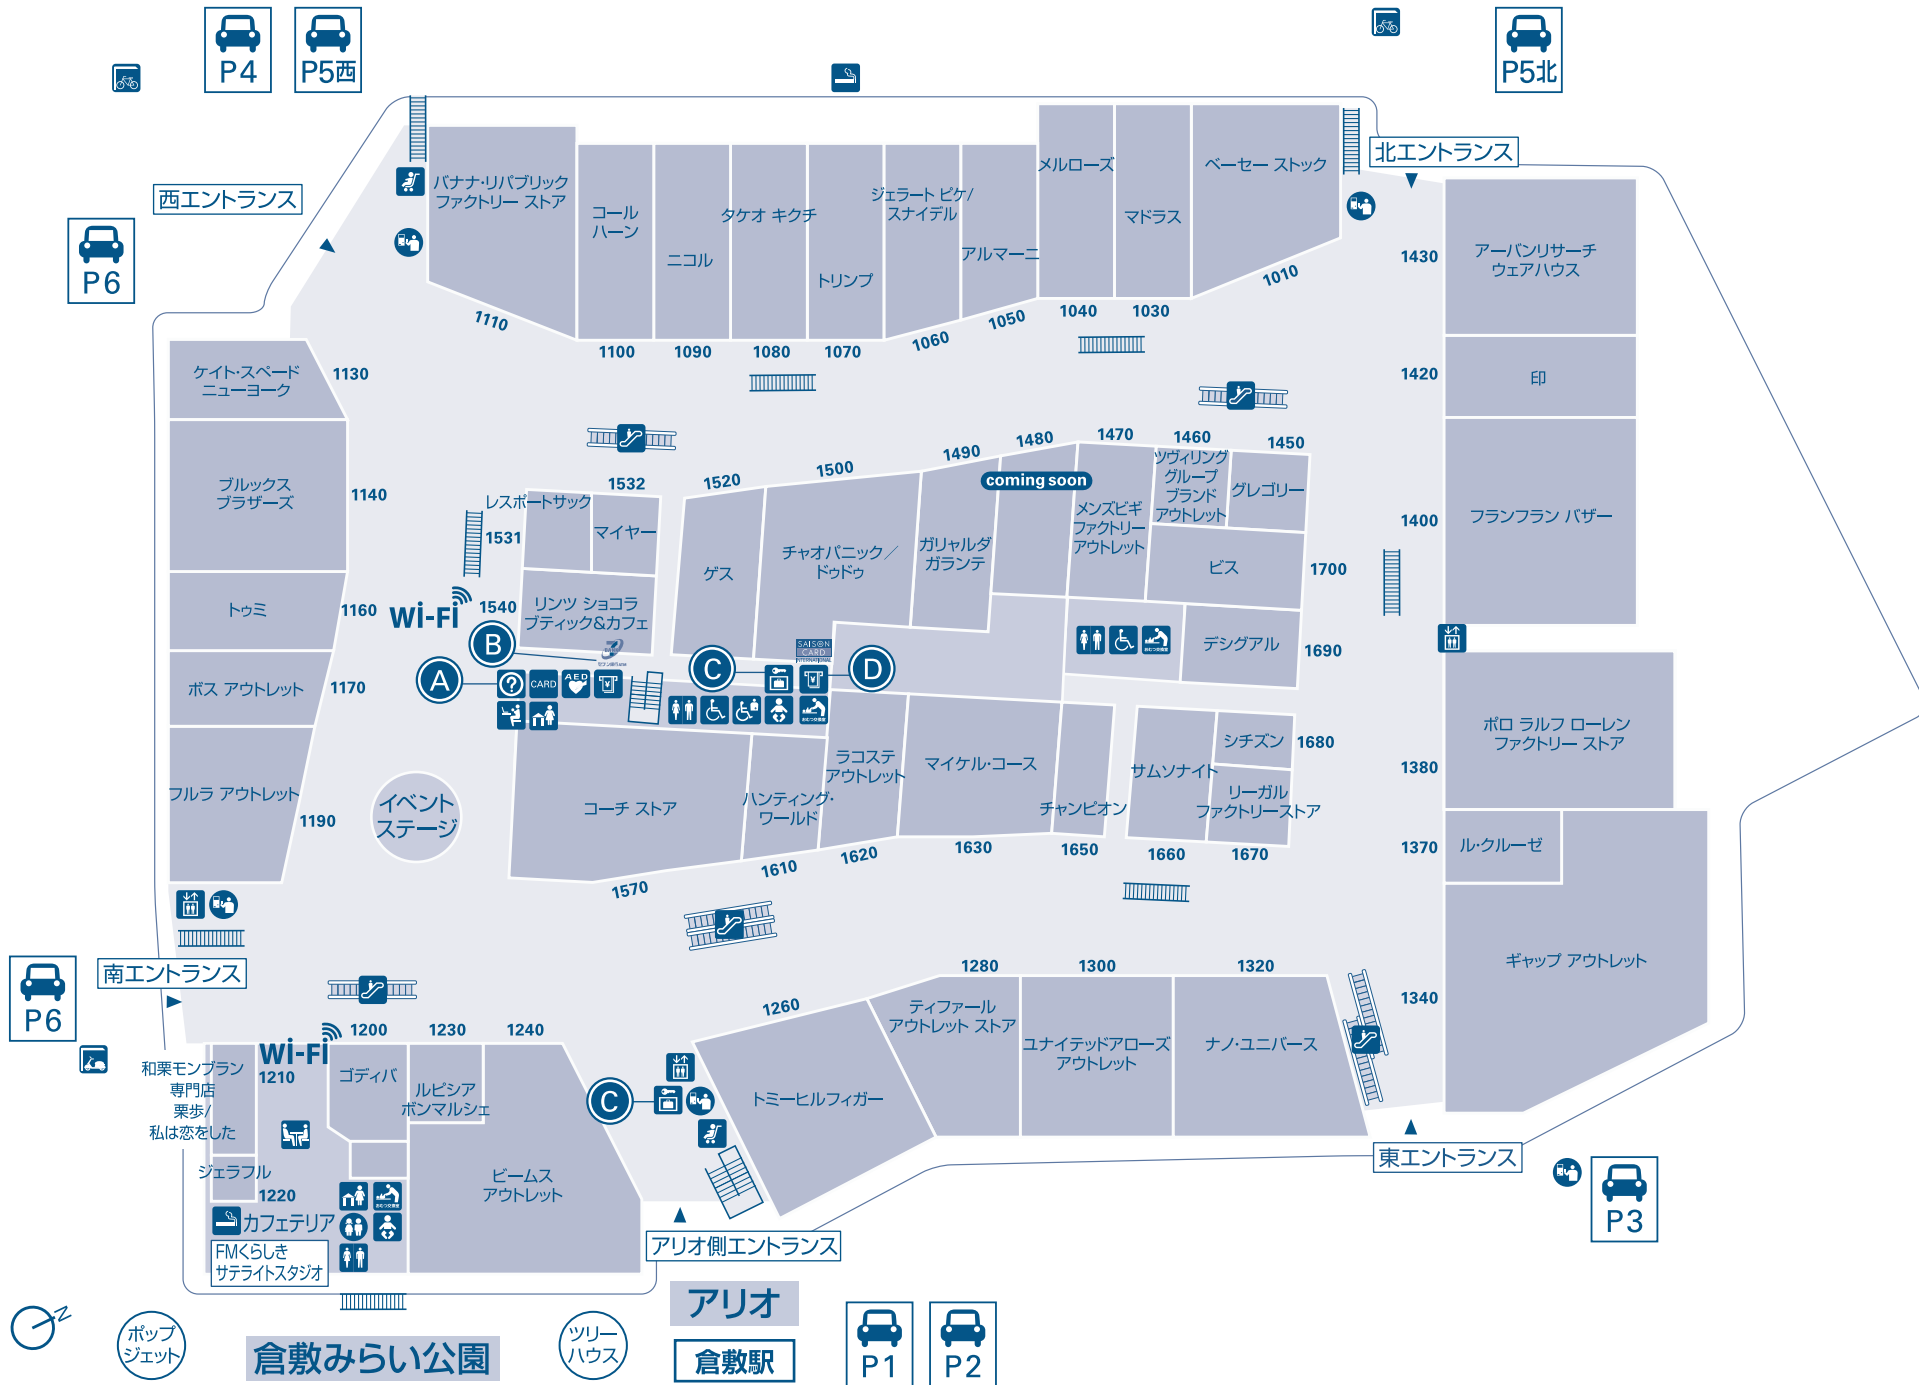 P4
P5西
P5北
北エントランス
西エントランス
P6
バナナ・リパブリック
ファクトリー ストア
コール
ハーン
ニコル
タケオ キクチ
トリンプ
ジェラート ピケ/
スナイデル
アルマーニ
メルローズ
マドラス
ベーセー ストック
1110
1100
1090
1080
1070
1060
1050
1040
1030
1010
1430
アーバンリサーチ
ウェアハウス
1420
印
1400
フランフラン バザー
ケイト・スペード
ニューヨーク
1130
ブルックス
ブラザーズ
1140
トゥミ
1160
ボス アウトレット
1170
フルラ アウトレット
1190
1532
レスポートサック
マイヤー
1531
1540
リンツ ショコラ
ブティック&カフェ
Wi-Fi
1520
1500
1490
1480
1470
1460
1450
coming soon
ゲス
チャオパニック／
ドゥドゥ
ガリャルダ
ガランテ
メンズビギ
ファクトリー
アウトレット
ツヴィリング
グループ
ブランド
アウトレット
グレゴリー
ビス
1700
デシグアル
1690
A
B
C
D
SAISON
CARD
INTERNATIONAL
CARD
AED
イベント
ステージ
コーチ ストア
ハンティング・
ワールド
ラコステ
アウトレット
マイケル・コース
チャンピオン
サムソナイト
シチズン
1680
リーガル
ファクトリーストア
1570
1610
1620
1630
1650
1660
1670
ポロ ラルフ ローレン
ファクトリー ストア
1380
1370
ル・クルーゼ
ギャップ アウトレット
1340
南エントランス
P6
1200
1230
1240
1260
1280
1300
1320
Wi-Fi
1210
和栗モンブラン
専門店
栗歩/
私は恋をした
ゴディバ
ルピシア
ボンマルシェ
ジェラフル
1220
ビームス
アウトレット
カフェテリア
FMくらしき
サテライトスタジオ
C
トミーヒルフィガー
ティファール
アウトレット ストア
ユナイテッドアローズ
アウトレット
ナノ・ユニバース
東エントランス
P3
アリオ側エントランス
N
ポップ
ジェット
倉敷みらい公園
ツリー
ハウス
アリオ
倉敷駅
P1
P2